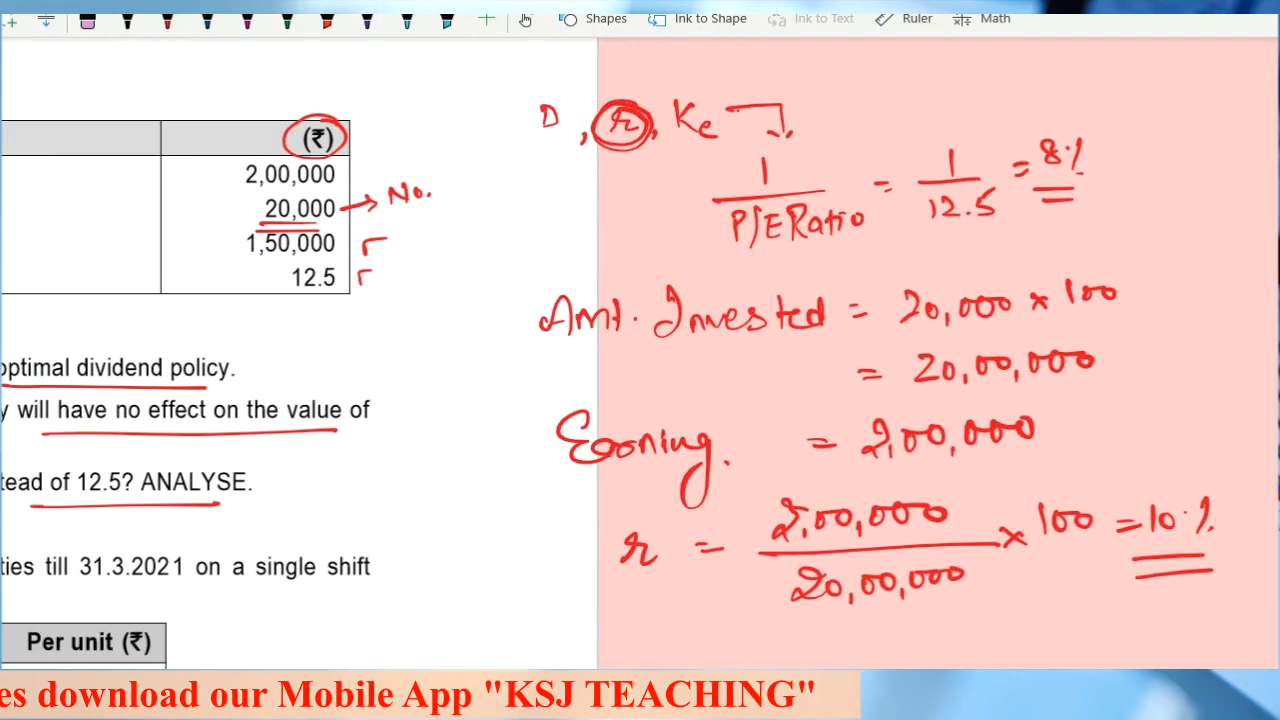 Shapes Ink to Shape Ink to Text Ruler Math
(₹)
2,00,000
20,000 → No.
1,50,000
12.5
optimal dividend policy.
y will have no effect on the value of
tead of 12.5? ANALYSE.
ties till 31.3.2021 on a single shift
Per unit (₹)
D, r, Ke
1 / P/E Ratio = 1 / 12.5 = 8%
Amt. Invested = 20,000 × 100
= 20,00,000
Earning. = 2,00,000
r = 2,00,000 / 20,00,000 × 100 = 10%
es download our Mobile App "KSJ TEACHING"